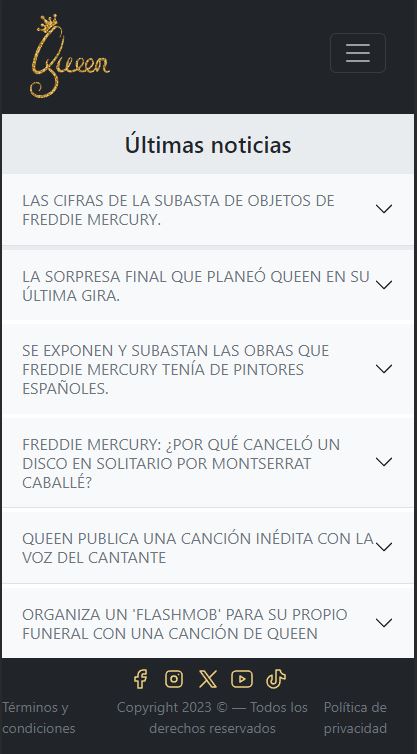 Queen
Últimas noticias
LAS CIFRAS DE LA SUBASTA DE OBJETOS DE
FREDDIE MERCURY.
LA SORPRESA FINAL QUE PLANEÓ QUEEN EN SU
ÚLTIMA GIRA.
SE EXPONEN Y SUBASTAN LAS OBRAS QUE
FREDDIE MERCURY TENÍA DE PINTORES
ESPAÑOLES.
FREDDIE MERCURY: ¿POR QUÉ CANCELÓ UN
DISCO EN SOLITARIO POR MONTSERRAT
CABALLÉ?
QUEEN PUBLICA UNA CANCIÓN INÉDITA CON LA
VOZ DEL CANTANTE
ORGANIZA UN 'FLASHMOB' PARA SU PROPIO
FUNERAL CON UNA CANCIÓN DE QUEEN
Términos y
condiciones
Copyright 2023 © — Todos los
derechos reservados
Política de
privacidad